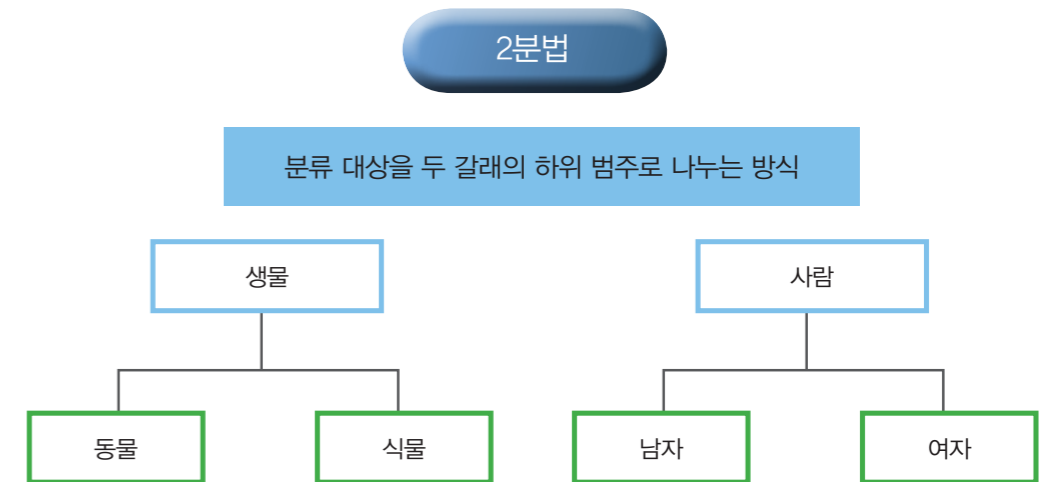 2분법
분류 대상을 두 갈래의 하위 범주로 나누는 방식
생물
사람
동물
식물
남자
여자